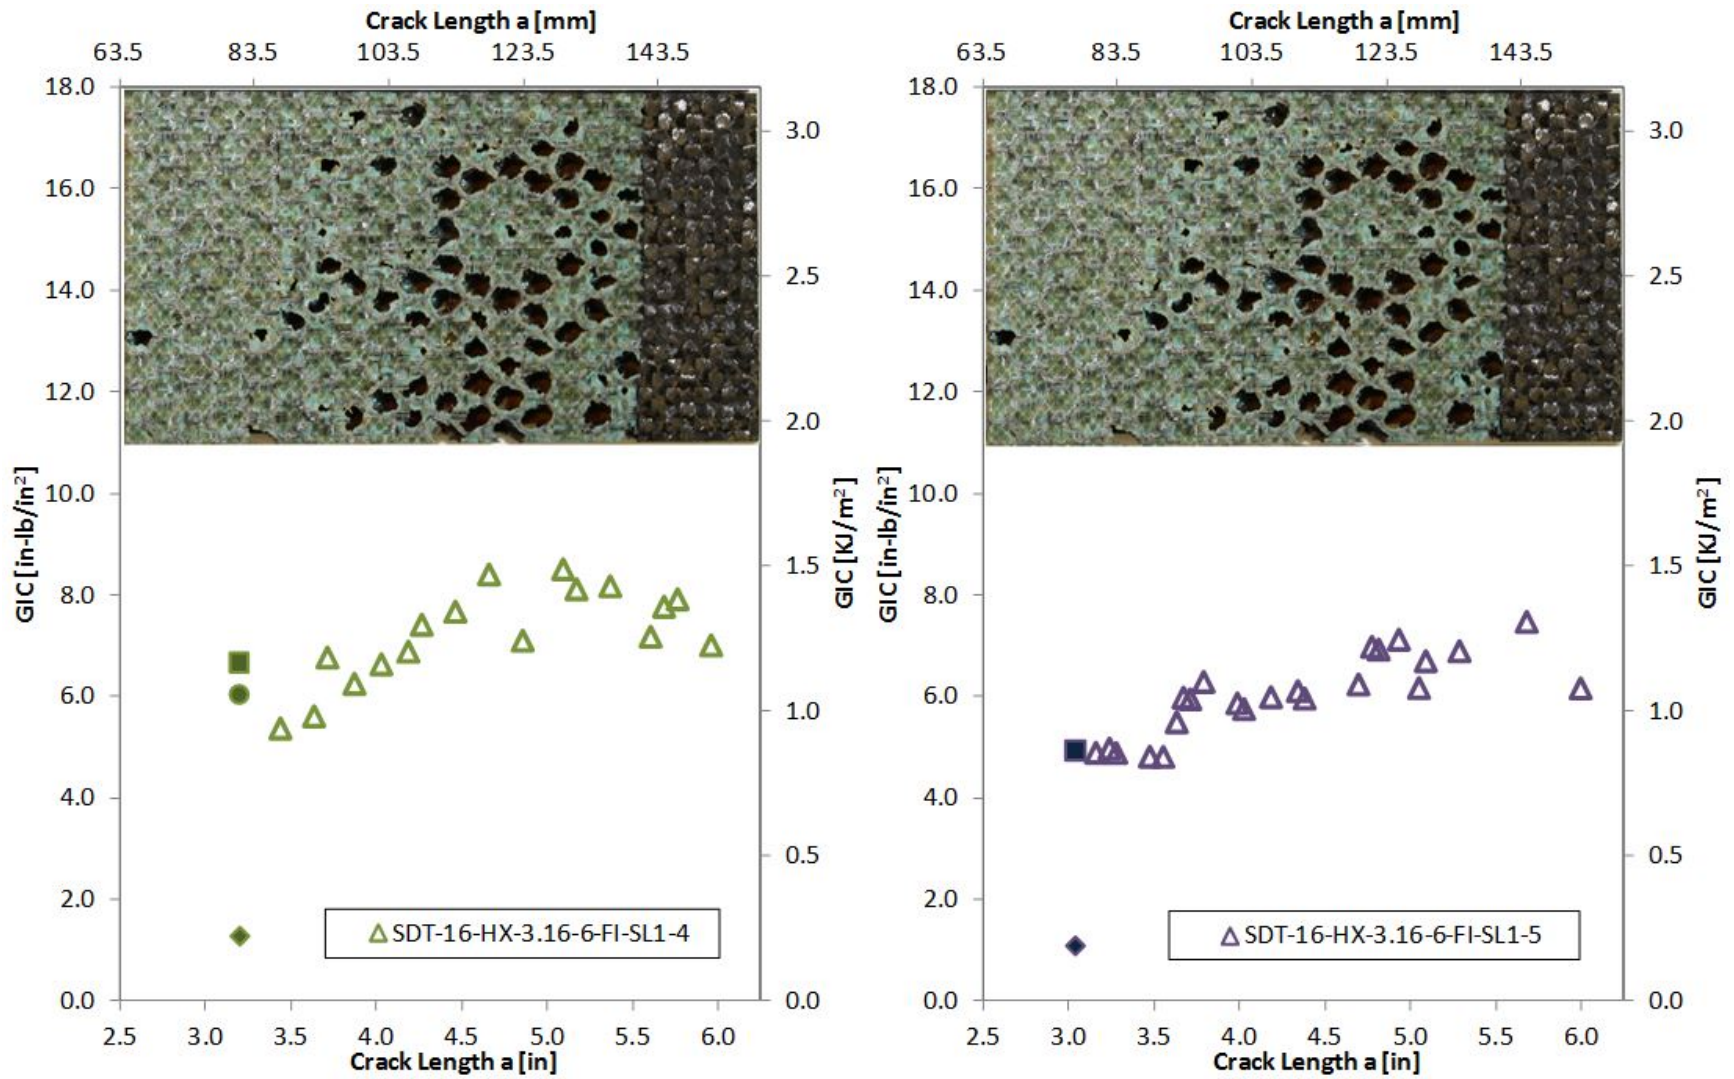 Crack Length a [mm]
63.5 83.5 103.5 123.5 143.5
18.0
16.0
14.0
12.0
10.0
8.0
6.0
4.0
2.0
0.0
GIC [in-lb/in²]
3.0
2.5
2.0
1.5
1.0
0.5
0.0
GIC [KJ/m²]
SDT-16-HX-3.16-6-FI-SL1-4
2.5 3.0 3.5 4.0 4.5 5.0 5.5 6.0
Crack Length a [in]
Crack Length a [mm]
63.5 83.5 103.5 123.5 143.5
18.0
16.0
14.0
12.0
10.0
8.0
6.0
4.0
2.0
0.0
GIC [in-lb/in²]
3.0
2.5
2.0
1.5
1.0
0.5
0.0
GIC [KJ/m²]
SDT-16-HX-3.16-6-FI-SL1-5
2.5 3.0 3.5 4.0 4.5 5.0 5.5 6.0
Crack Length a [in]